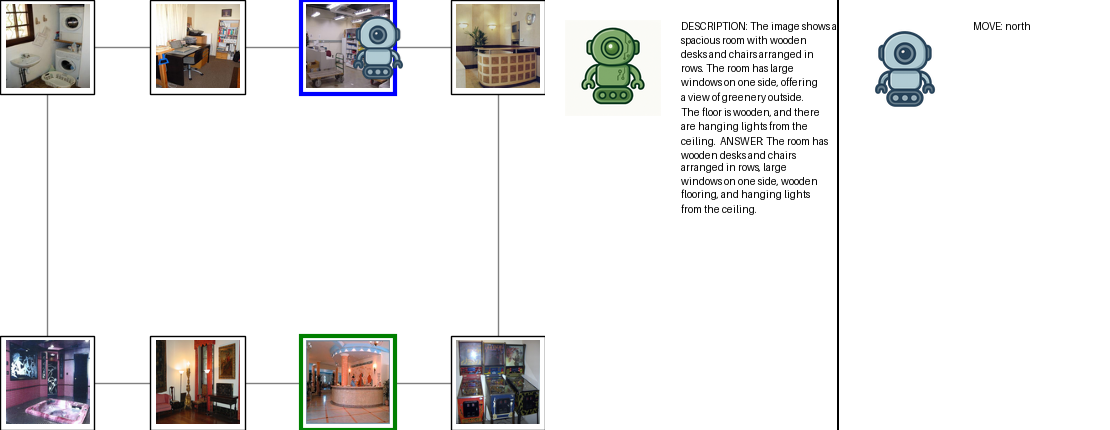 DESCRIPTION: The image shows a
spacious room with wooden
desks and chairs arranged in
rows. The room has large
windows on one side, offering
a view of greenery outside.
The floor is wooden, and there
are hanging lights from the
ceiling. ANSWER: The room has
wooden desks and chairs
arranged in rows, large
windows on one side, wooden
flooring, and hanging lights
from the ceiling.
MOVE: north